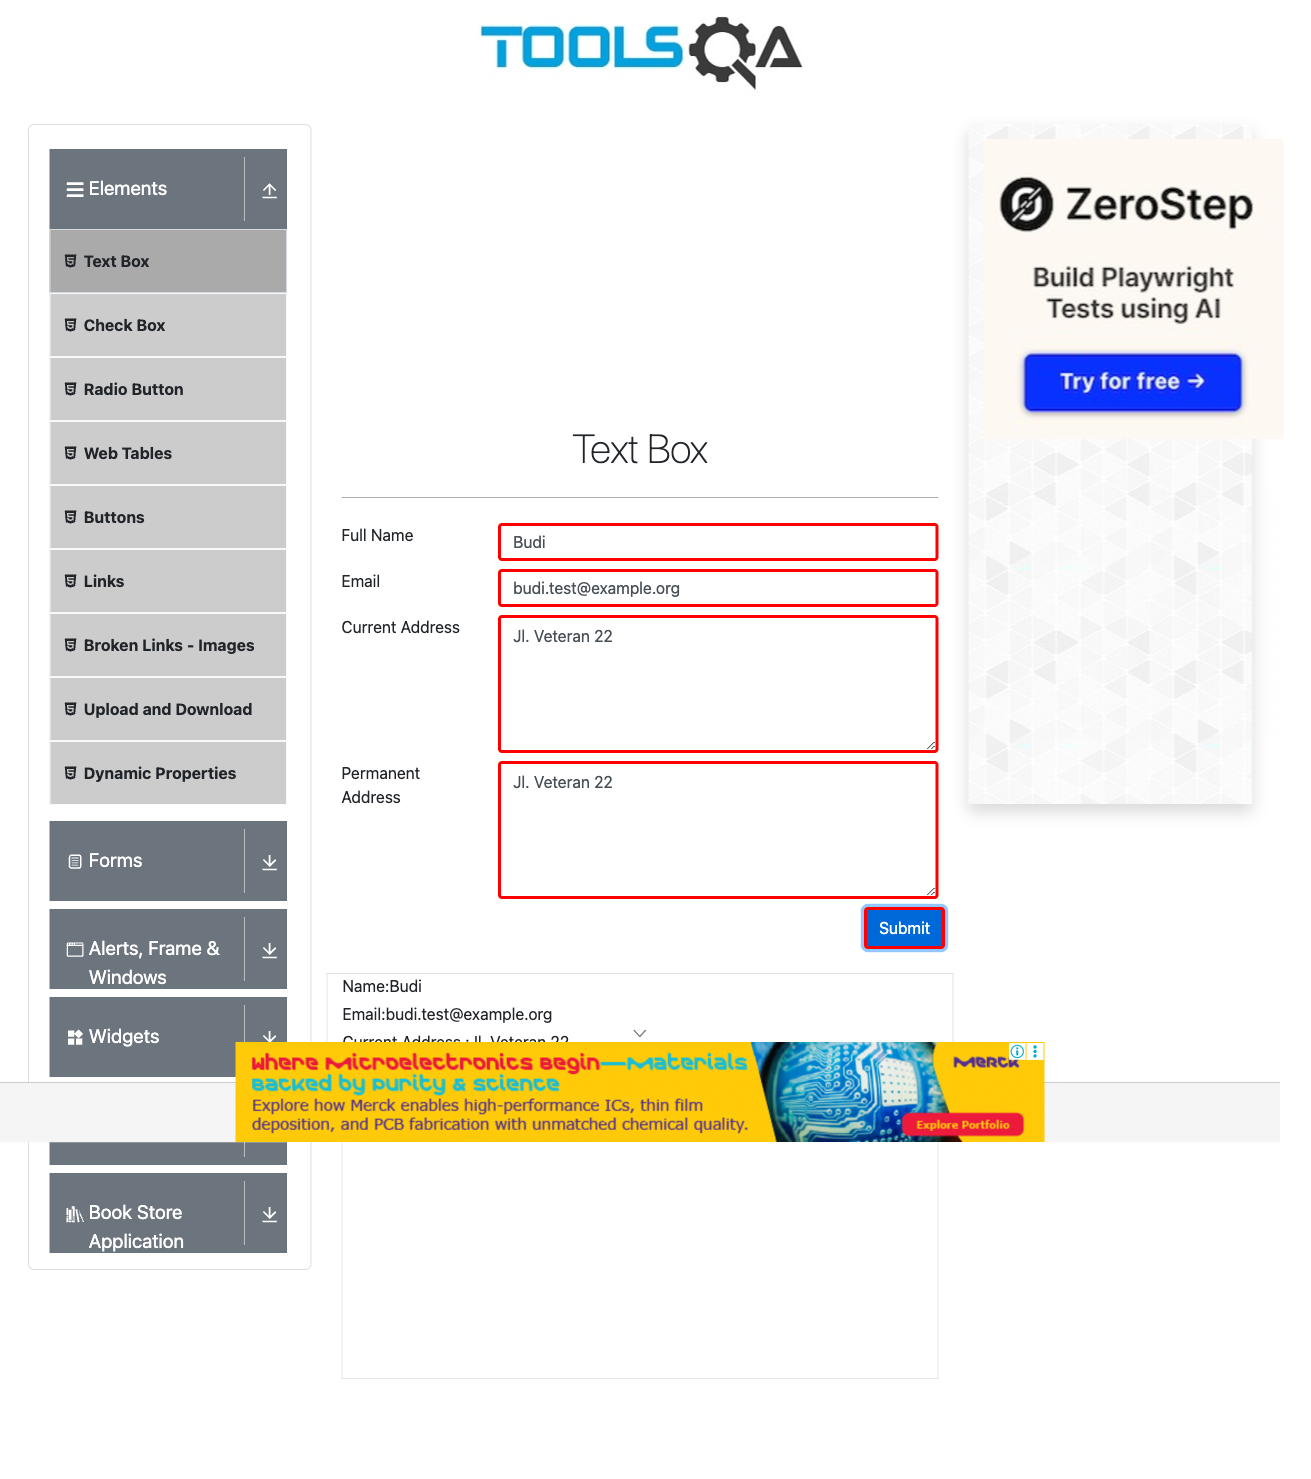 TOOLSQA
Elements
Text Box
Check Box
Radio Button
Web Tables
Buttons
Links
Broken Links - Images
Upload and Download
Dynamic Properties
Forms
Alerts, Frame &
Windows
Widgets
Book Store
Application
Text Box
Full Name
Budi
Email
budi.test@example.org
Current Address
Jl. Veteran 22
Permanent
Address
Jl. Veteran 22
Submit
Name:Budi
Email:budi.test@example.org
Current Address :Jl. Veteran 22
ZeroStep
Build Playwright
Tests using AI
Try for free →
Where Microelectronics Begin—Materials
Backed by Purity & Science
Explore how Merck enables high-performance ICs, thin film
deposition, and PCB fabrication with unmatched chemical quality.
Merck
Explore Portfolio